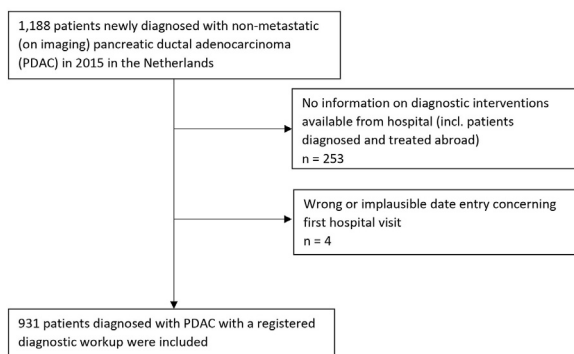 1,188 patients newly diagnosed with non-metastatic
(on imaging) pancreatic ductal adenocarcinoma
(PDAC) in 2015 in the Netherlands
No information on diagnostic interventions
available from hospital (incl. patients
diagnosed and treated abroad)
n = 253
Wrong or implausible date entry concerning
first hospital visit
n = 4
931 patients diagnosed with PDAC with a registered
diagnostic workup were included